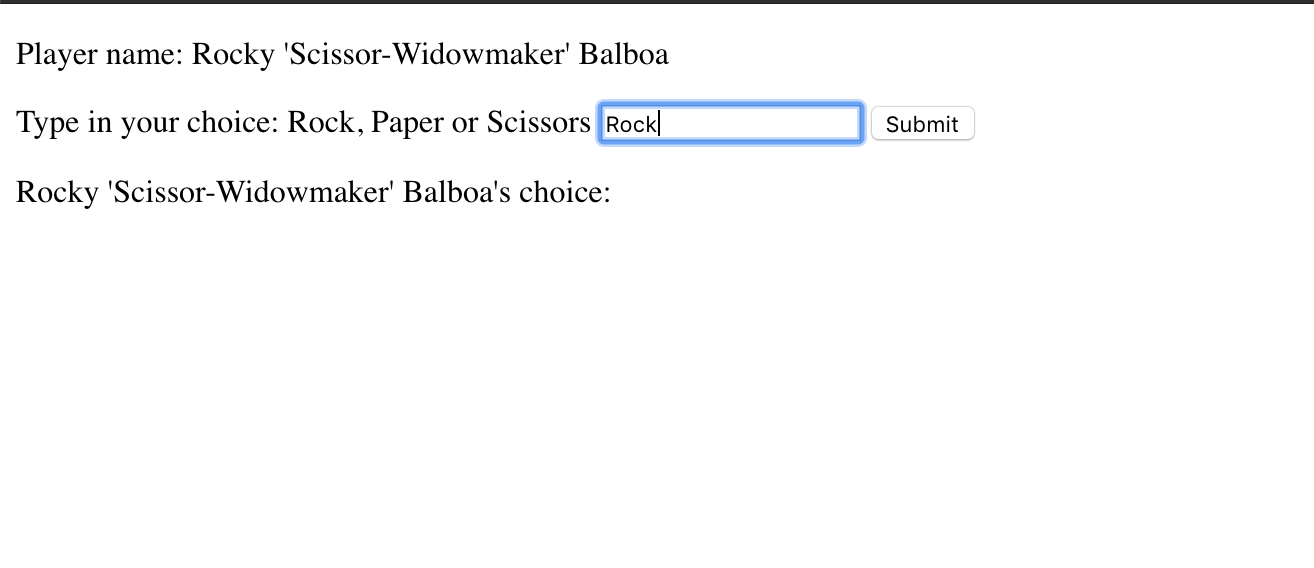 Player name: Rocky 'Scissor-Widowmaker' Balboa
Type in your choice: Rock, Paper or Scissors Rock Submit
Rocky 'Scissor-Widowmaker' Balboa's choice: